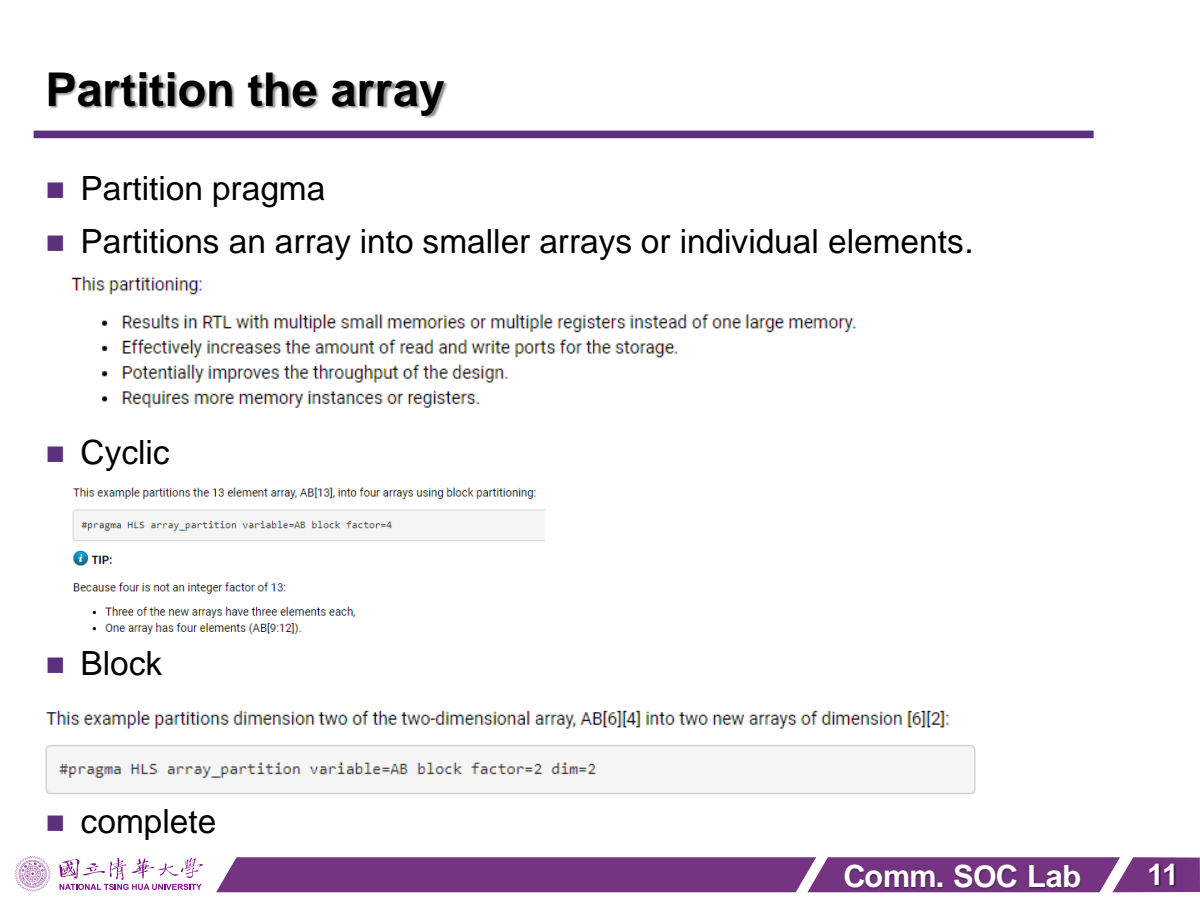 Partition the array
Partition pragma
Partitions an array into smaller arrays or individual elements.
This partitioning:
Results in RTL with multiple small memories or multiple registers instead of one large memory.
Effectively increases the amount of read and write ports for the storage.
Potentially improves the throughput of the design.
Requires more memory instances or registers.
Cyclic
This example partitions the 13 element array, AB[13], into four arrays using block partitioning:
#pragma HLS array_partition variable=AB block factor=4
TIP:
Because four is not an integer factor of 13:
Three of the new arrays have three elements each,
One array has four elements (AB[9:12]).
Block
This example partitions dimension two of the two-dimensional array, AB[6][4] into two new arrays of dimension [6][2]:
#pragma HLS array_partition variable=AB block factor=2 dim=2
complete
國立清華大學
NATIONAL TSING HUA UNIVERSITY
Comm. SOC Lab
11